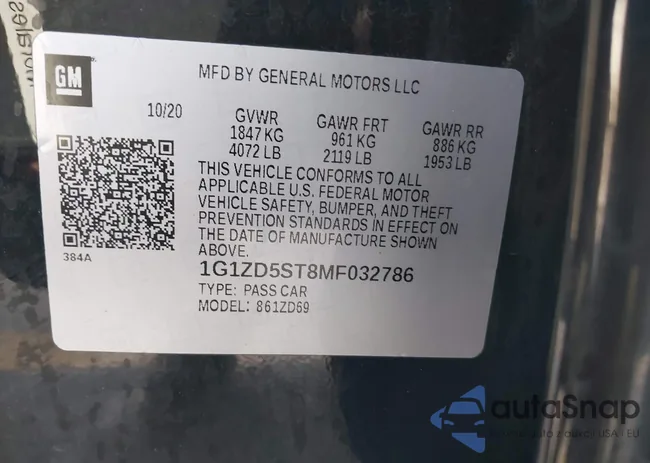 GM
MFD BY GENERAL MOTORS LLC
10/20
GVWR GAWR FRT GAWR RR
1847 KG 961 KG 886 KG
4072 LB 2119 LB 1953 LB
THIS VEHICLE CONFORMS TO ALL
APPLICABLE U.S. FEDERAL MOTOR
VEHICLE SAFETY, BUMPER, AND THEFT
PREVENTION STANDARDS IN EFFECT ON
THE DATE OF MANUFACTURE SHOWN
ABOVE.
384A
1G1ZD5ST8MF032786
TYPE: PASS CAR
MODEL: 861ZD69
autoSnap
USA - EU